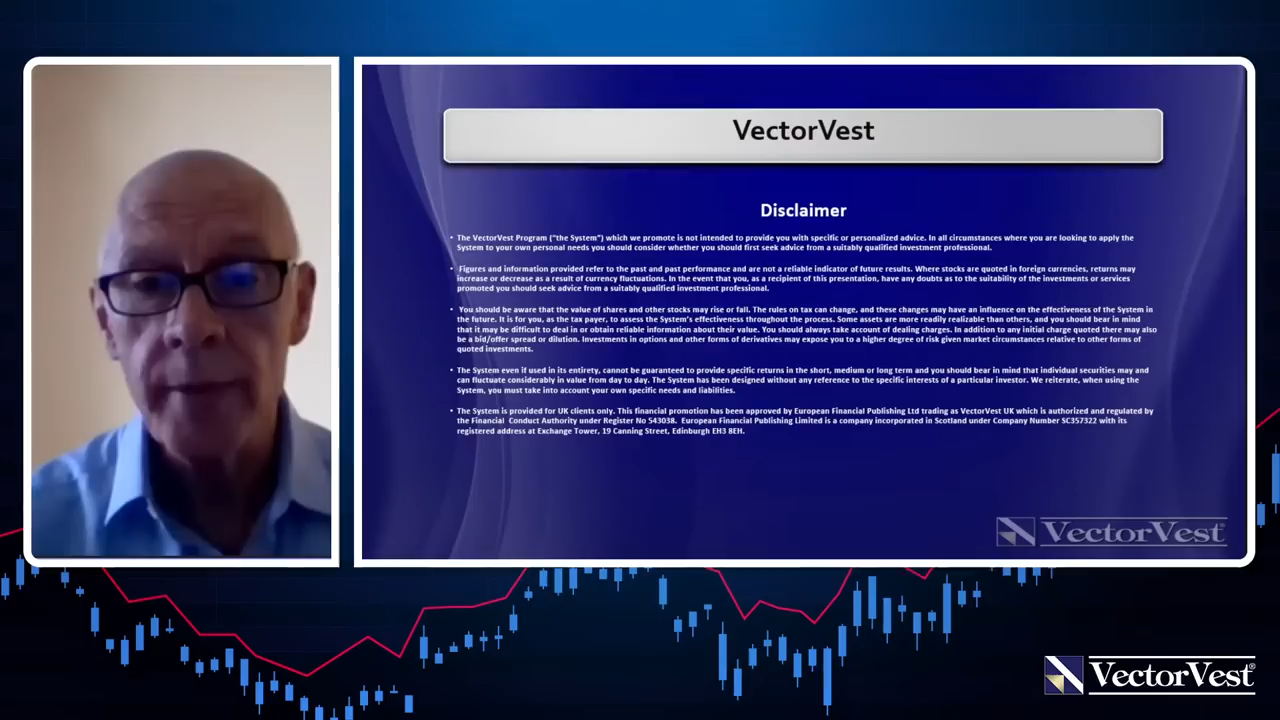 VectorVest
Disclaimer
• The VectorVest Program ("the System") which we promote is not intended to provide you with specific or personalized advice. In all circumstances where you are looking to apply the
System to your own personal needs you should consider whether you should first seek advice from a suitably qualified investment professional.
• Figures and information provided refer to the past and past performance and are not a reliable indicator of future results. Where stocks are quoted in foreign currencies, returns may
increase or decrease as a result of currency fluctuations. In the event that you, as a recipient of this presentation, have any doubts as to the suitability of the investments or services
promoted you should seek advice from a suitably qualified investment professional.
• You should be aware that the value of shares and other stocks may rise or fall. The rules on tax can change, and these changes may have an influence on the effectiveness of the System in
the future. It is for you, as the tax payer, to assess the System's effectiveness throughout the process. Some assets are more readily realizable than others, and you should bear in mind
that it may be difficult to deal in or obtain reliable information about their value. You should always take account of dealing charges. In addition to any initial charge quoted there may also
be a bid/offer spread or dilution. Investments in options and other forms of derivatives may expose you to a higher degree of risk given market circumstances relative to other forms of
quoted investments.
• The System even if used in its entirety, cannot be guaranteed to provide specific returns in the short, medium or long term and you should bear in mind that individual securities may and
can fluctuate considerably in value from day to day. The System has been designed without any reference to the specific interests of a particular investor. We reiterate, when using the
System, you must take into account your own specific needs and liabilities.
• The System is provided for UK clients only. This financial promotion has been approved by European Financial Publishing Ltd trading as VectorVest UK which is authorized and regulated by
the Financial Conduct Authority under Register No 543038. European Financial Publishing Limited is a company incorporated in Scotland under Company Number SC357322 with its
registered address at Exchange Tower, 19 Canning Street, Edinburgh EH3 8EH.
VectorVest®
VectorVest®